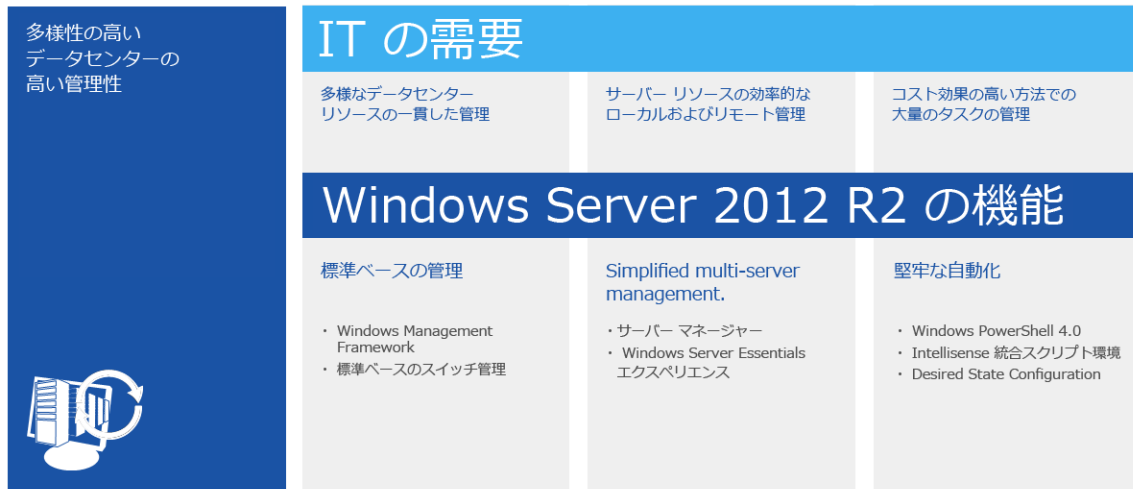 多様性の高い
データセンターの
高い管理性
IT の需要
多様なデータセンター
リソースの一貫した管理
サーバー リソースの効率的な
ローカルおよびリモート管理
コスト効果の高い方法での
大量のタスクの管理
Windows Server 2012 R2 の機能
標準ベースの管理
・ Windows Management
Framework
・ 標準ベースのスイッチ管理
Simplified multi-server
management.
・サーバー マネージャー
・ Windows Server Essentials
エクスペリエンス
堅牢な自動化
・ Windows PowerShell 4.0
・ Intellisense 統合スクリプト環境
・ Desired State Configuration